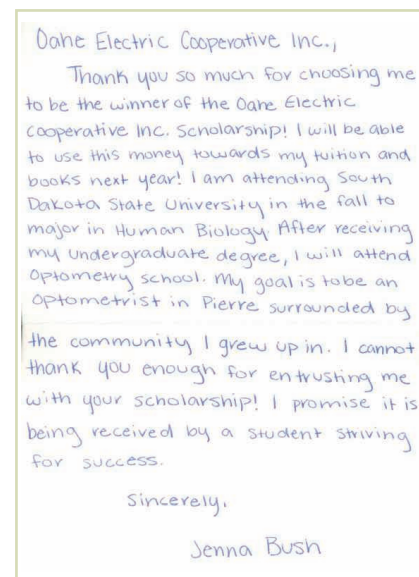 Oahe Electric Cooperative Inc.,
Thank you so much for choosing me
to be the winner of the Oahe Electric
cooperative Inc. Scholarship! I will be able
to use this money towards my tuition and
books next year! I am attending South
Dakota State University in the fall to
major in Human Biology. After receiving
my undergraduate degree, I will attend
Optometry school. My goal is to be an
Optometrist in Pierre surrounded by
the community I grew up in. I cannot
thank you enough for entrusting me
with your scholarship! I promise it is
being received by a student striving
for success.
Sincerely,
Jenna Bush